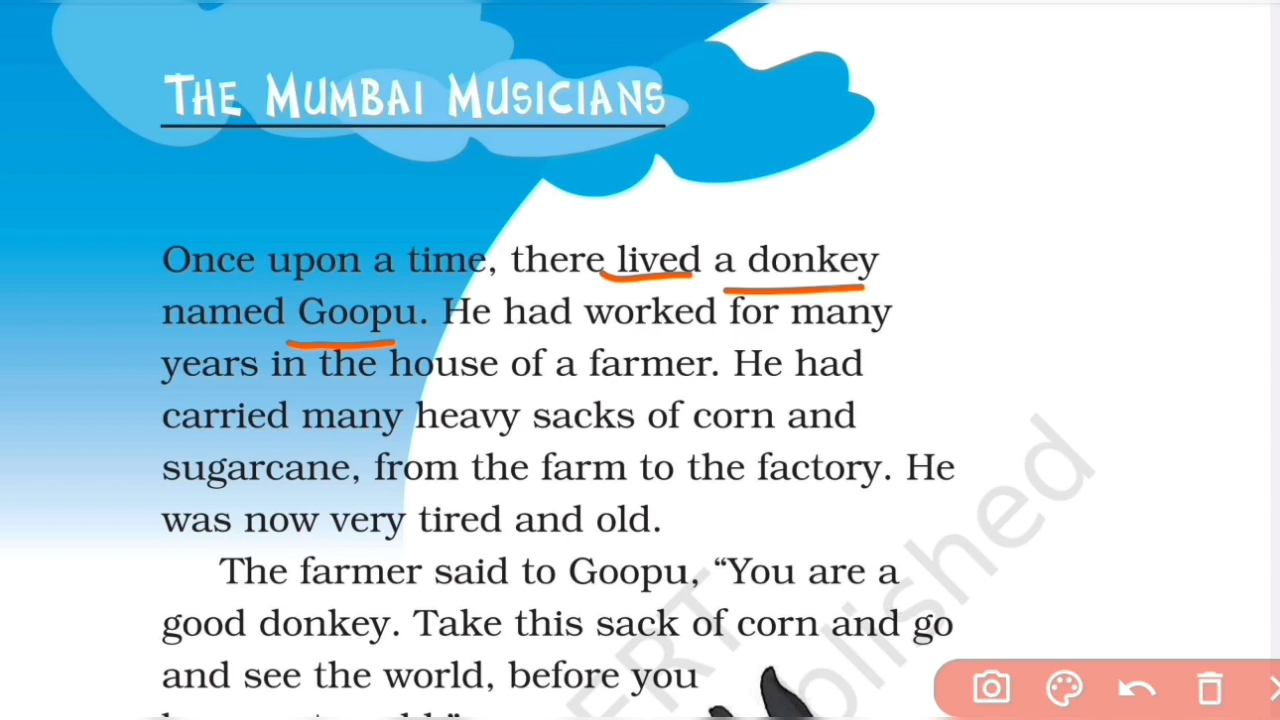 THE MUMBAI MUSICIANS
Once upon a time, there lived a donkey
named Goopu. He had worked for many
years in the house of a farmer. He had
carried many heavy sacks of corn and
sugarcane, from the farm to the factory. He
was now very tired and old.
The farmer said to Goopu, “You are a
good donkey. Take this sack of corn and go
and see the world, before you